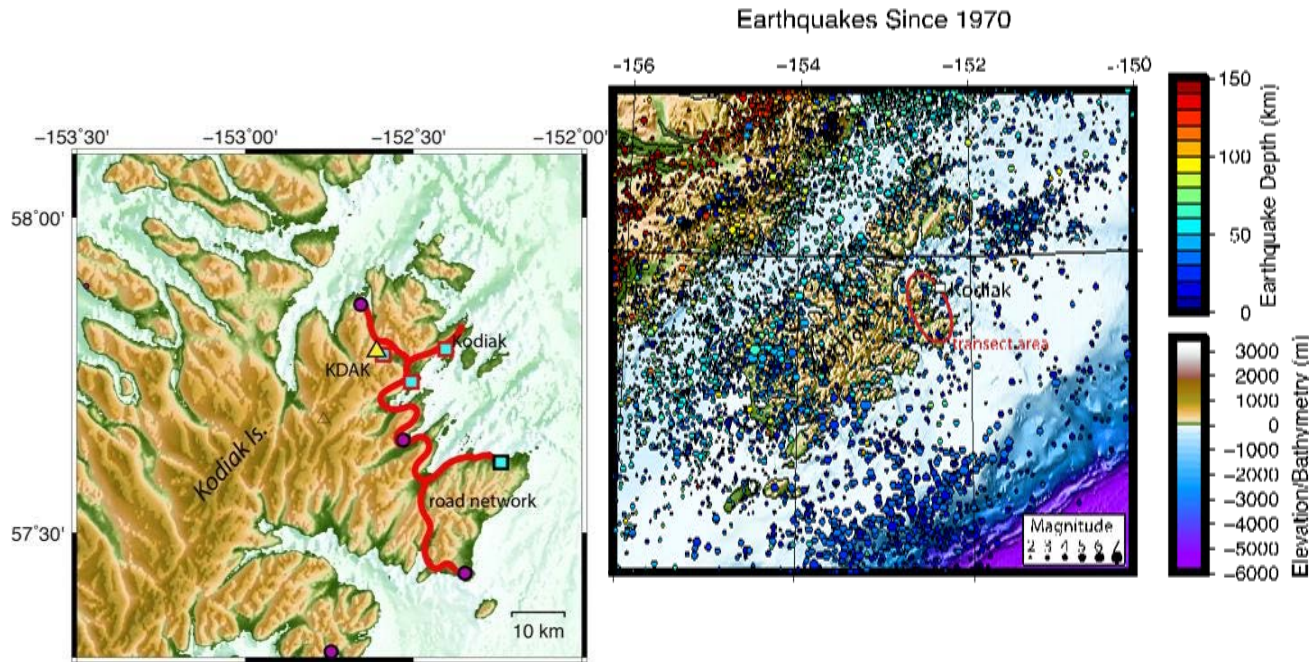 Earthquakes Since 1970
−153°30'
−153°00'
−152°30'
−152°00'
58°00'
57°30'
KDAK
Kodiak
Kodiak Is.
road network
10 km
−156
−154
−152
−150
Kodiak
transect area
Magnitude
2 3 4 5 6 7
150
100
50
0
Earthquake Depth (km)
3000
2000
1000
0
−1000
−2000
−3000
−4000
−5000
−6000
Elevation/Bathymetry (m)